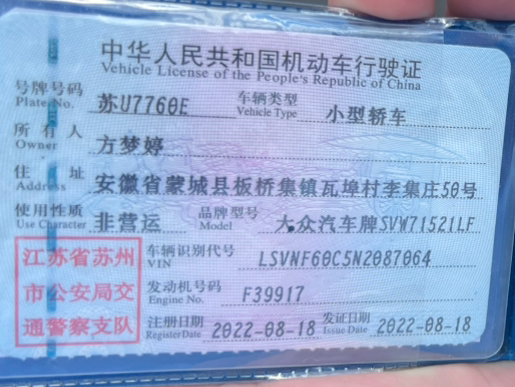 中华人民共和国机动车行驶证
Vehicle License of the People's Republic of China
号牌号码 苏U7760E 车辆类型 小型轿车
Plate No. Vehicle Type
所有人 方梦婷
Owner
住址 安徽省蒙城县板桥集镇瓦埠村李集庄50号
Address
使用性质 非营运 品牌型号 大众汽车牌SVW71521LF
Use Character Model
江苏省苏州 车辆识别代号 LSVNF60C5N2087064
VIN
市公安局交 发动机号码 F39917
Engine No.
通警察支队 注册日期 2022-08-18 发证日期 2022-08-18
Register Date Issue Date